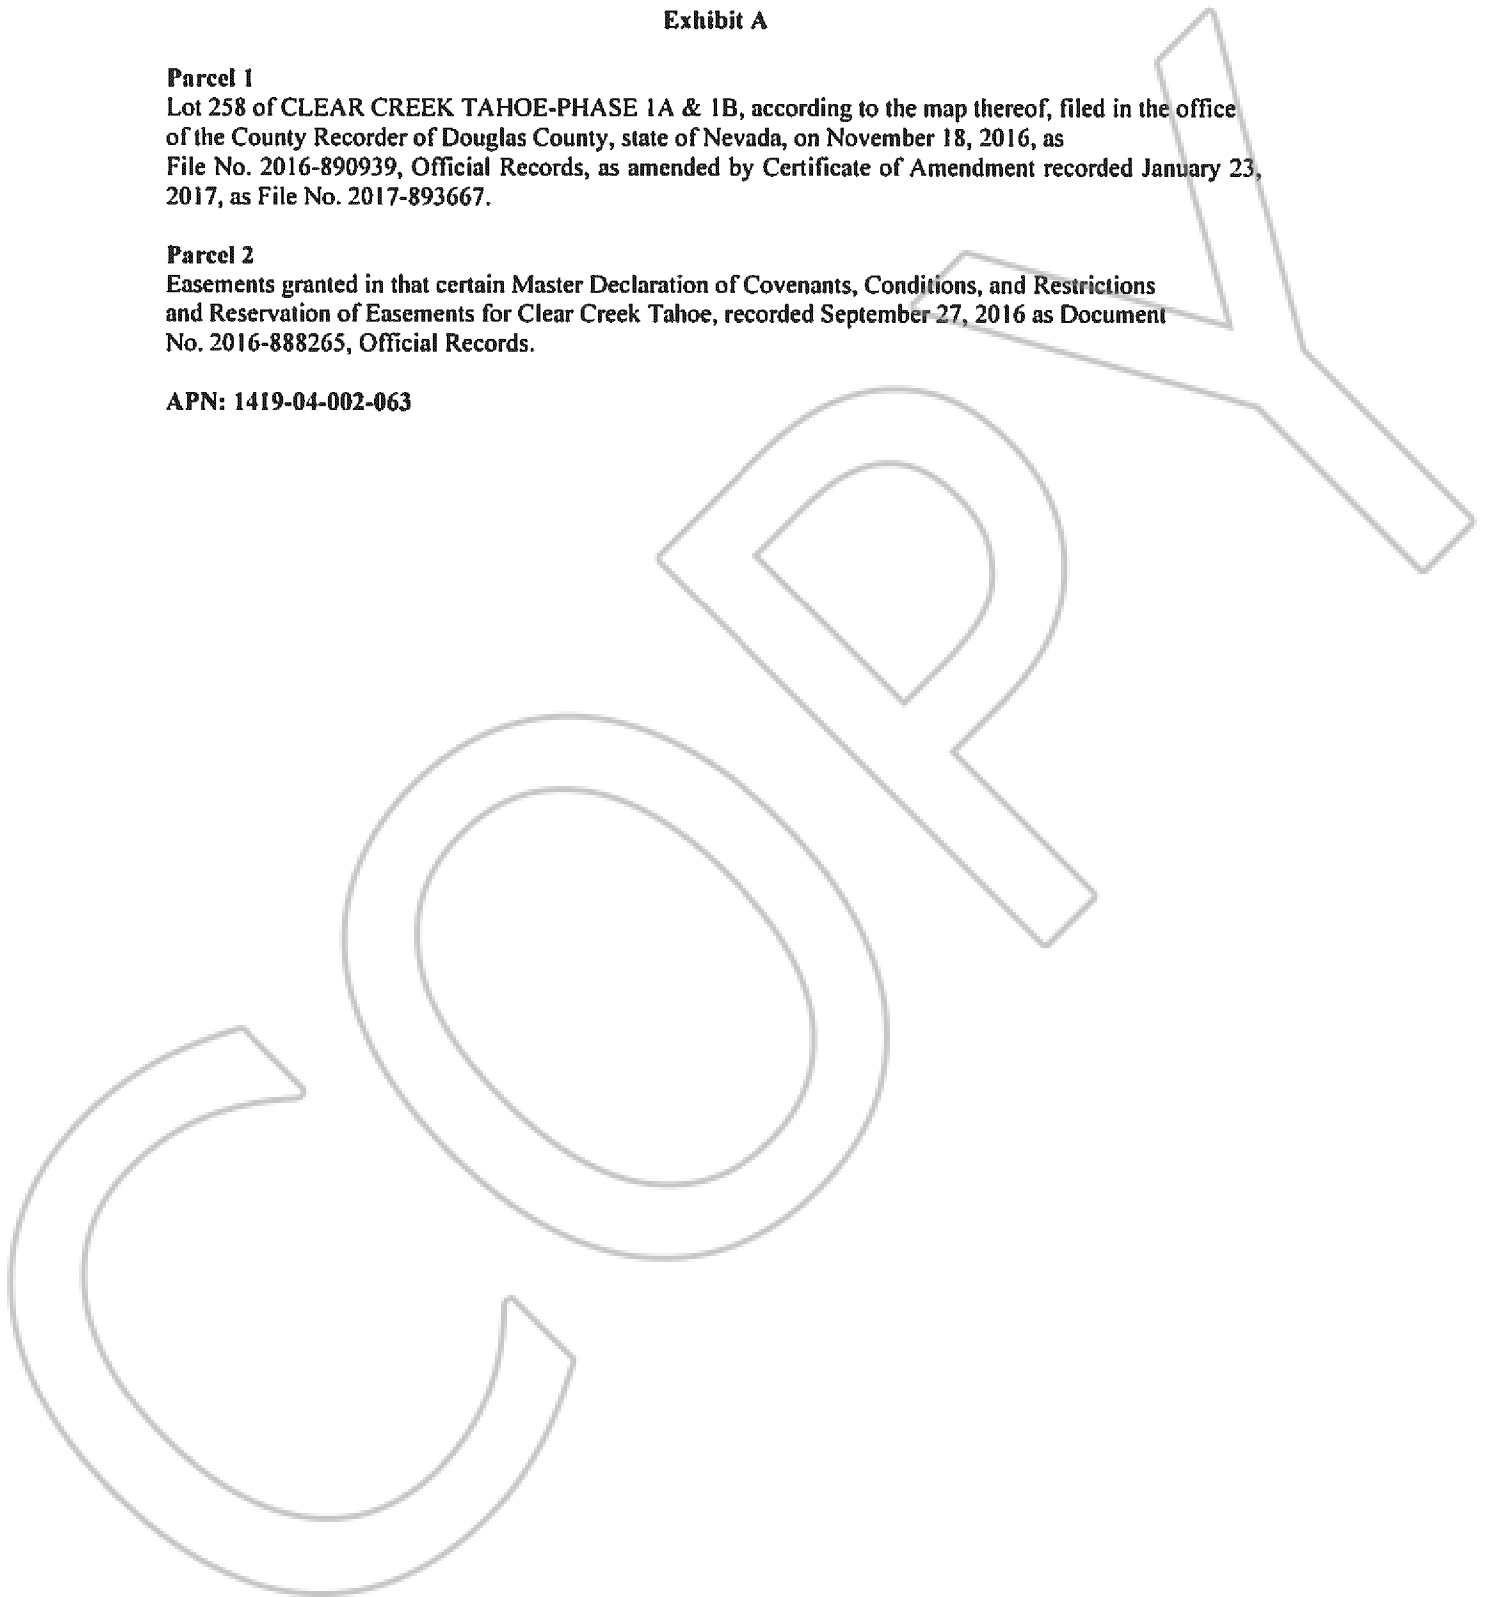 Exhibit A
Parcel 1
Lot 258 of CLEAR CREEK TAHOE-PHASE 1A & 1B, according to the map thereof, filed in the office
of the County Recorder of Douglas County, state of Nevada, on November 18, 2016, as
File No. 2016-890939, Official Records, as amended by Certificate of Amendment recorded January 23,
2017, as File No. 2017-893667.
Parcel 2
Easements granted in that certain Master Declaration of Covenants, Conditions, and Restrictions
and Reservation of Easements for Clear Creek Tahoe, recorded September 27, 2016 as Document
No. 2016-888265, Official Records.
APN: 1419-04-002-063
COPY